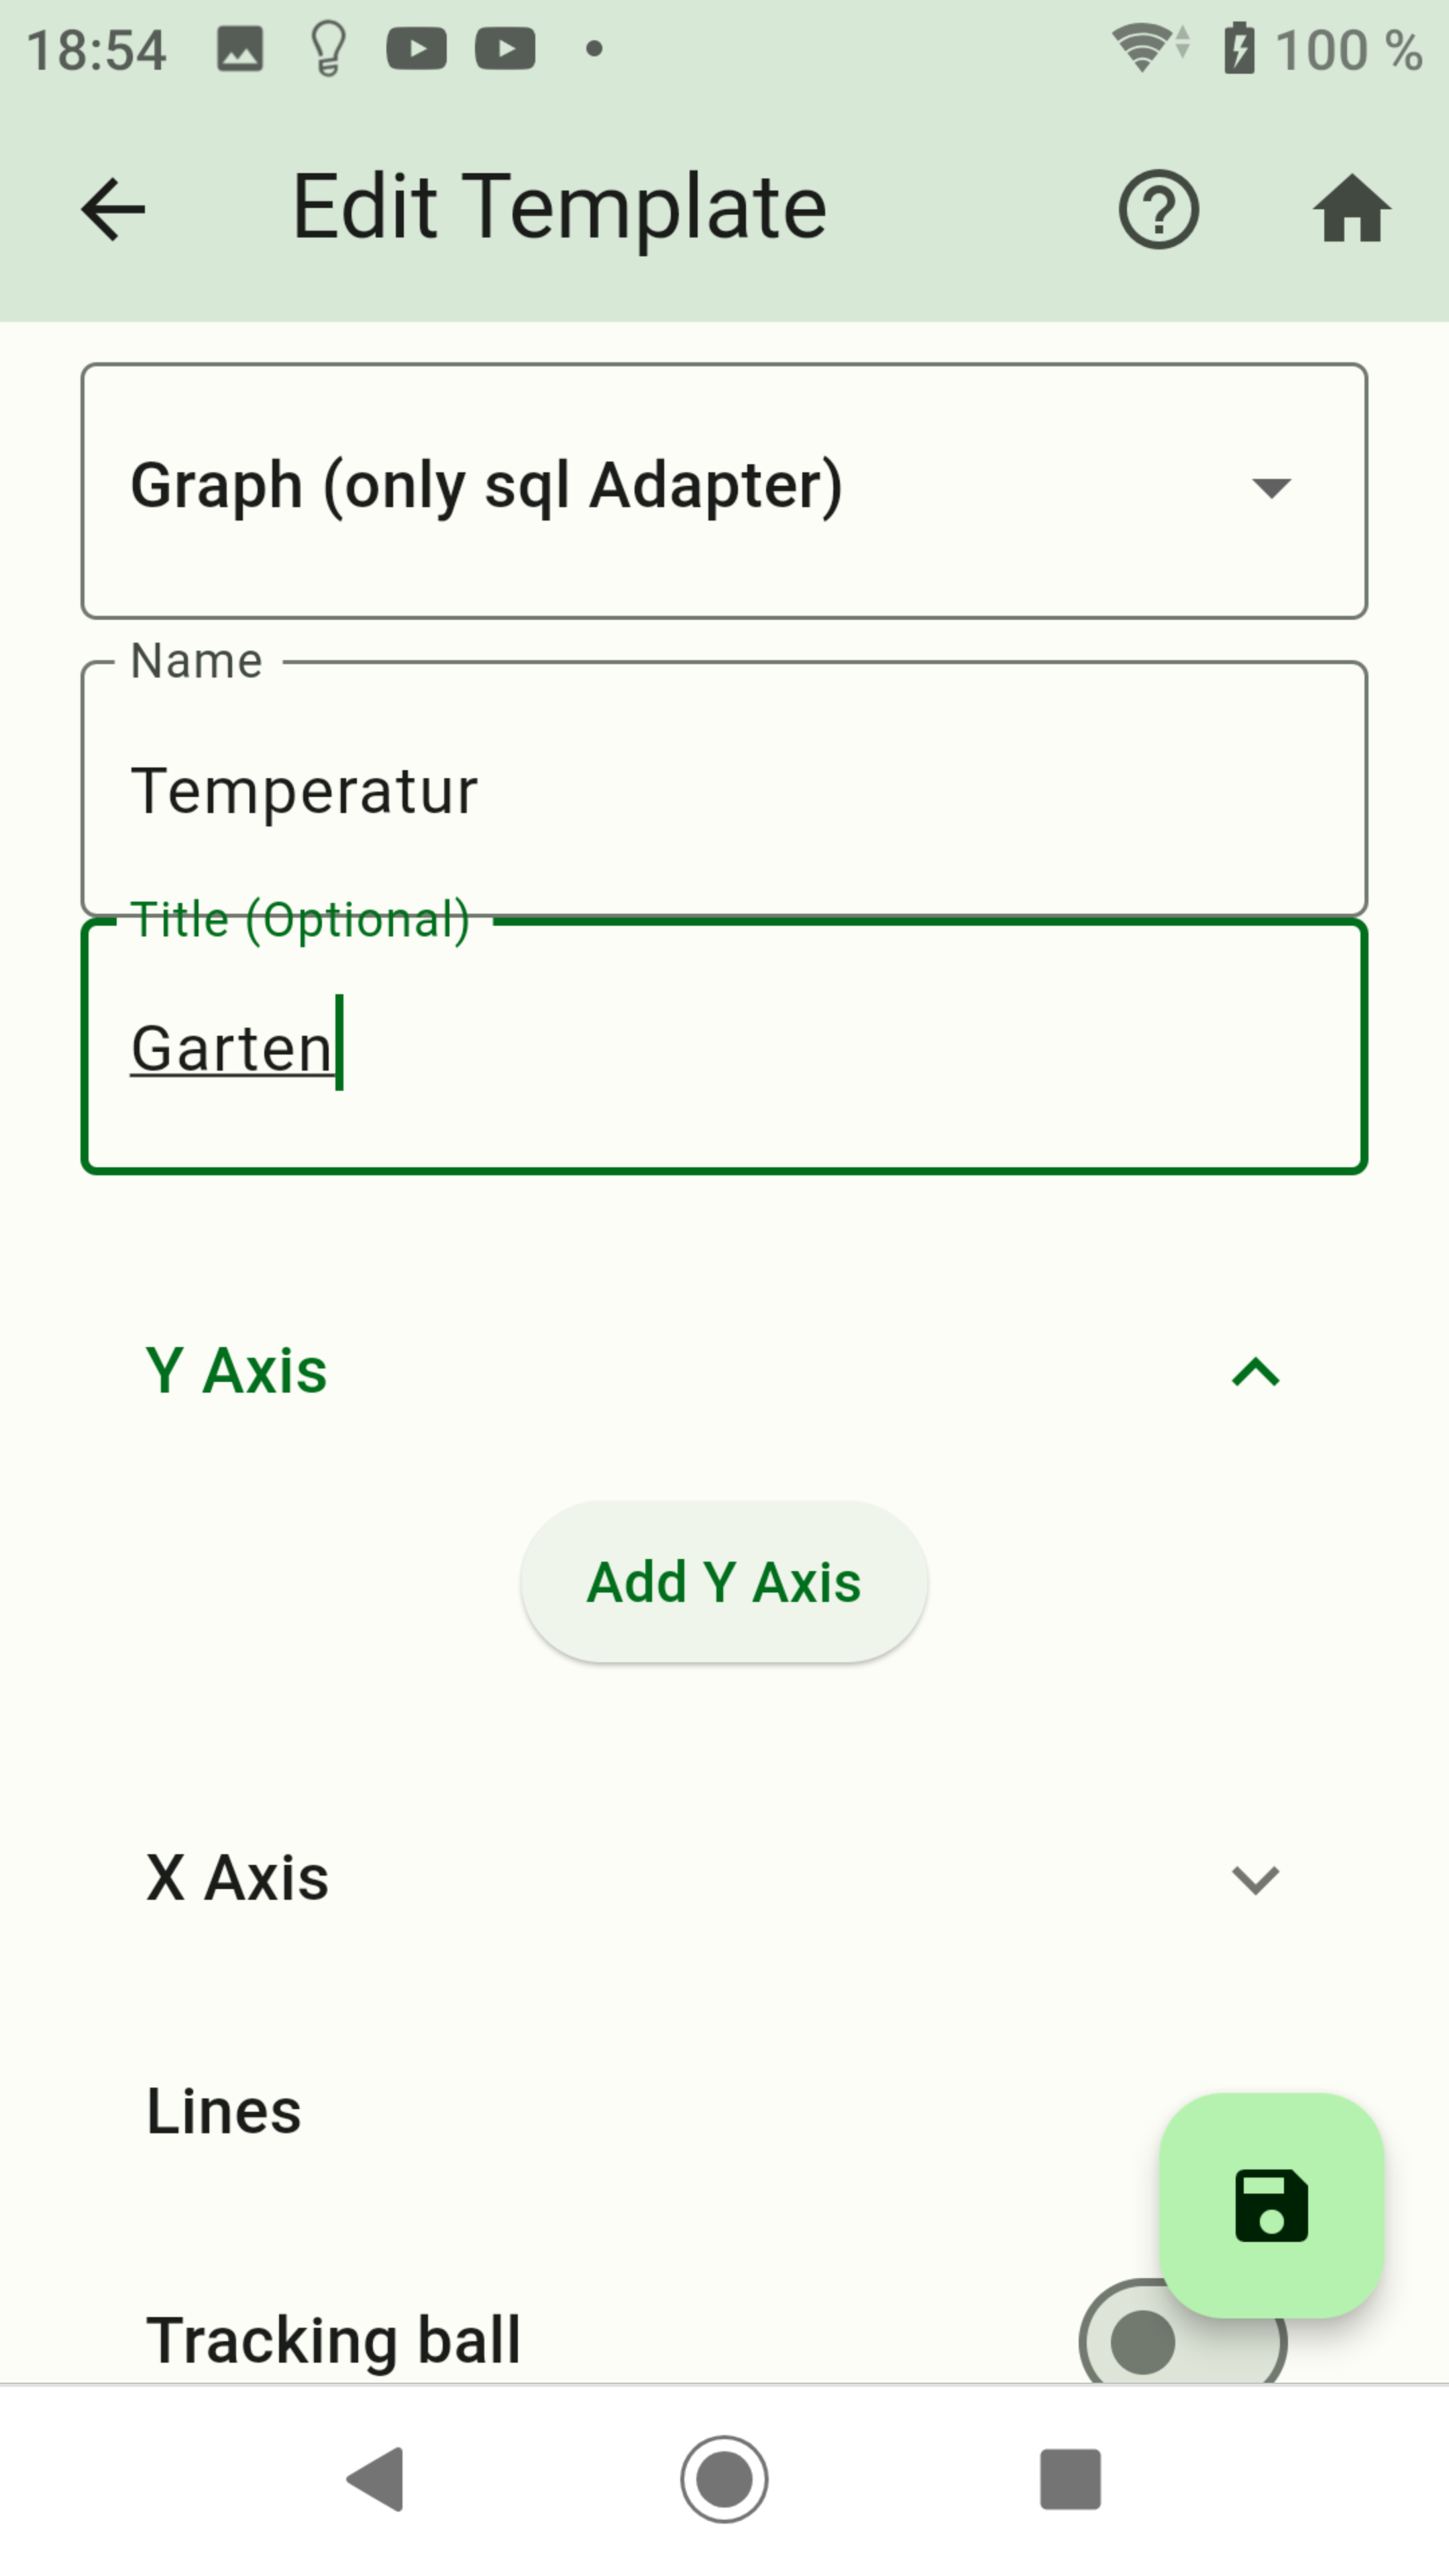 18:54
100 %
Edit Template
Graph (only sql Adapter)
Name
Temperatur
Title (Optional)
Garten
Y Axis
Add Y Axis
X Axis
Lines
Tracking ball